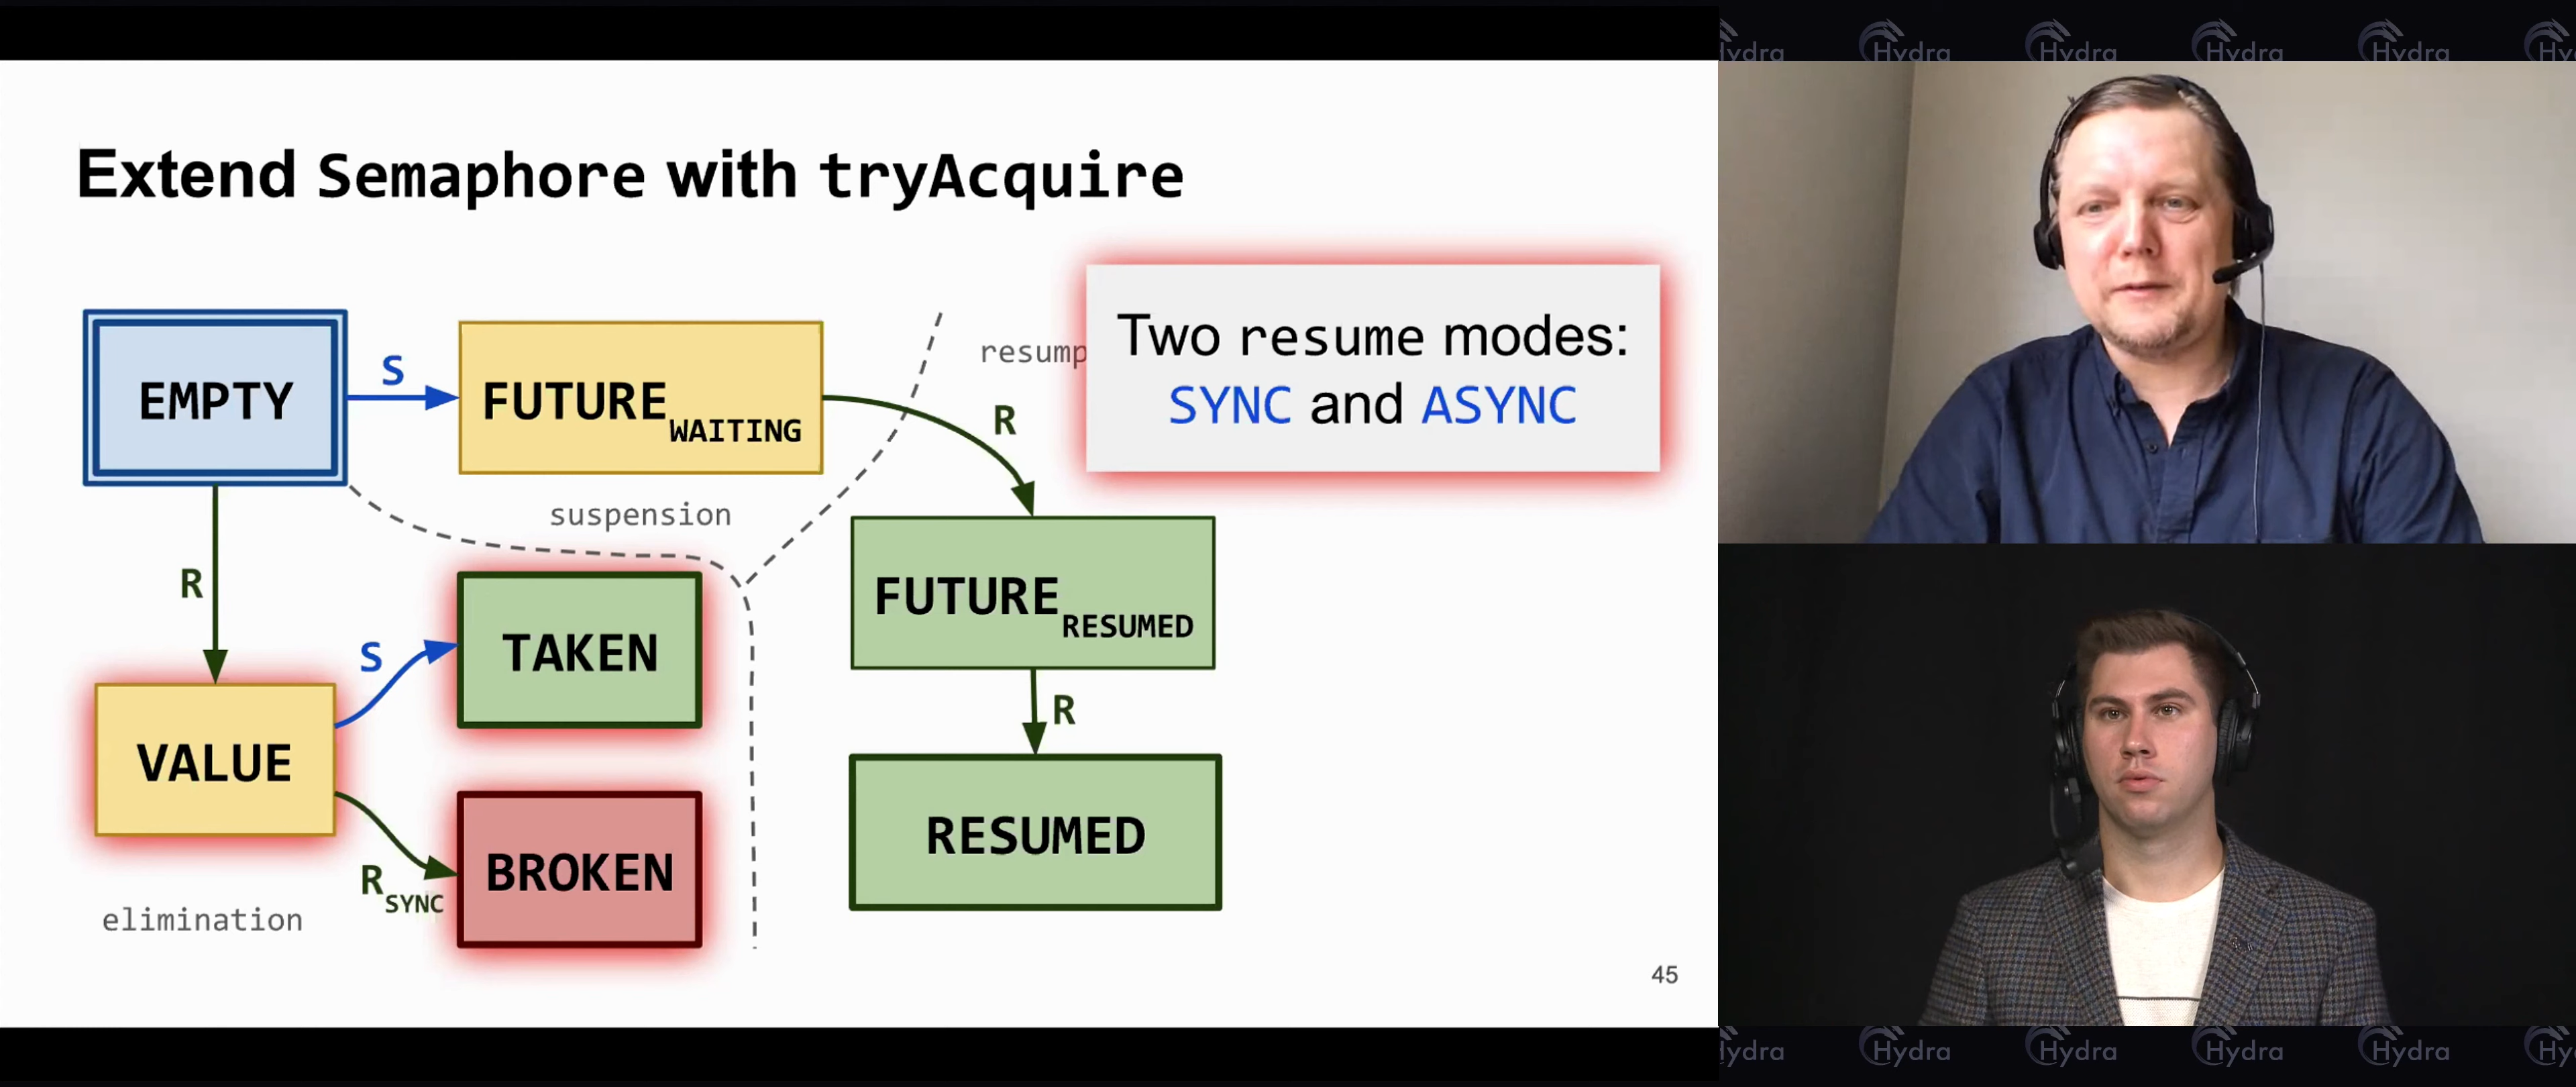 Hydra Hydra Hydra Hydra
Extend Semaphore with tryAcquire
Two resume modes:
SYNC and ASYNC
EMPTY
S
FUTURE WAITING
R
suspension
R
TAKEN
S
FUTURE RESUMED
R
VALUE
BROKEN
R SYNC
RESUMED
elimination
45
Hydra Hydra Hydra Hydra